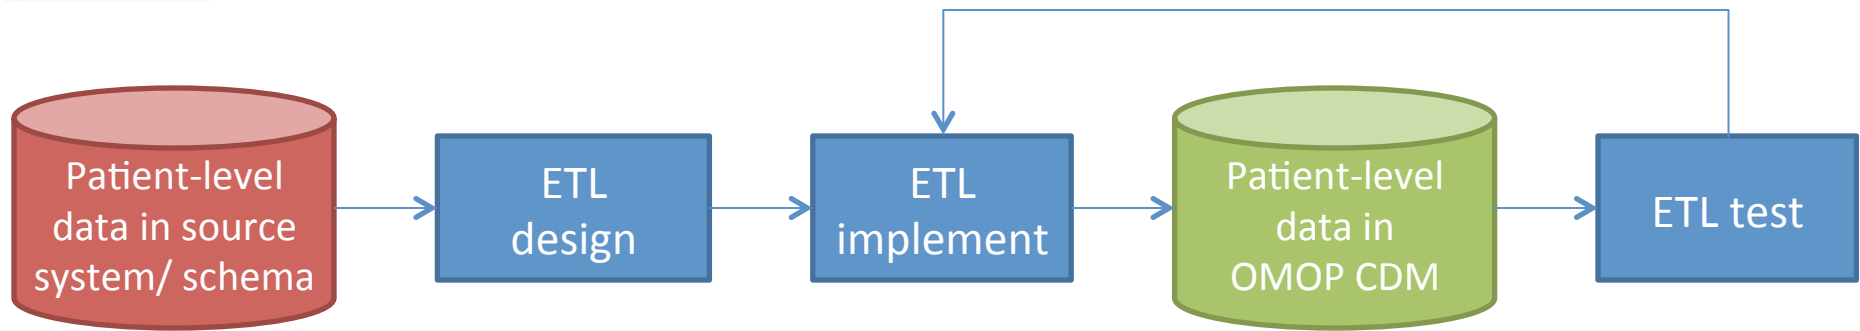 Patient-level
data in source
system/ schema
ETL
design
ETL
implement
Patient-level
data in
OMOP CDM
ETL test